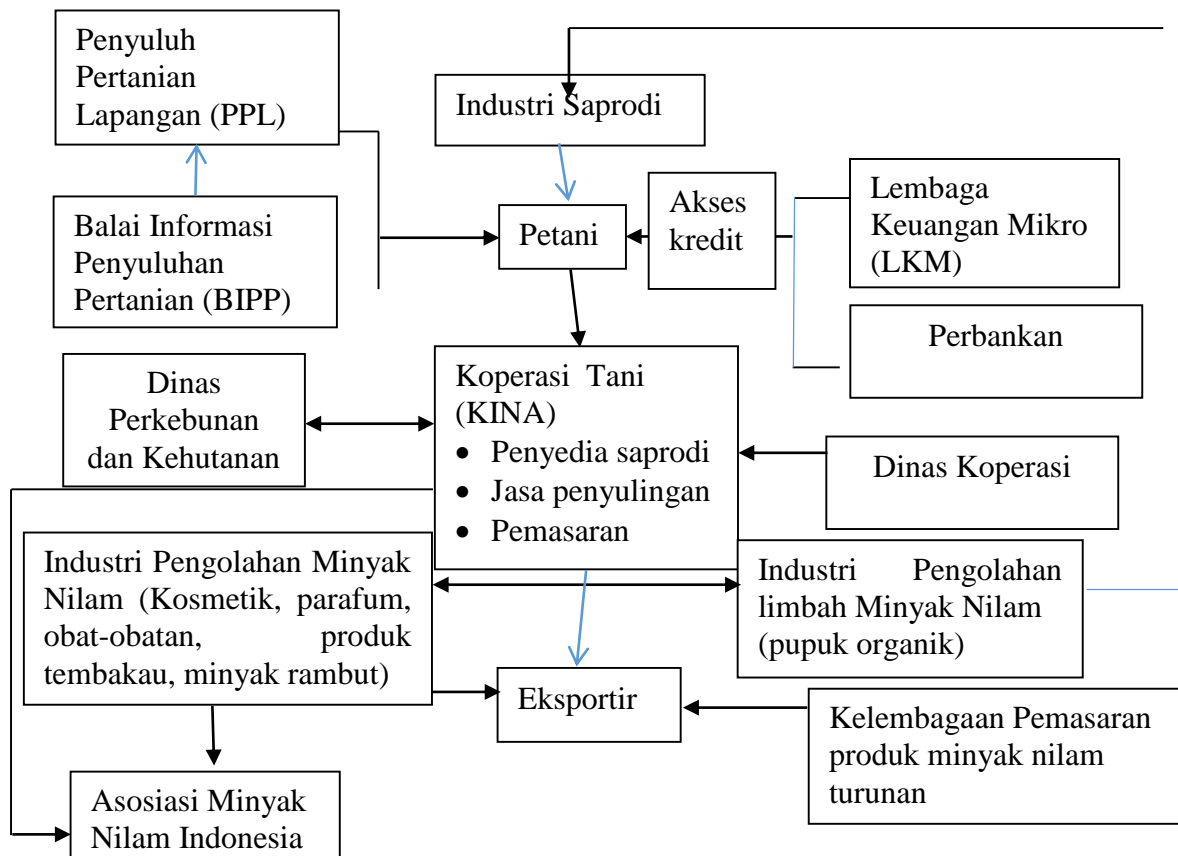 Penyuluh
Pertanian
Lapangan (PPL)
Industri Saprodi
Balai Informasi
Penyuluhan
Pertanian (BIPP)
Petani
Akses
kredit
Lembaga
Keuangan Mikro
(LKM)
Perbankan
Dinas
Perkebunan
dan Kehutanan
Koperasi Tani
(KINA)
• Penyedia saprodi
• Jasa penyulingan
• Pemasaran
Dinas Koperasi
Industri Pengolahan Minyak
Nilam (Kosmetik, parafum,
obat-obatan, produk
tembakau, minyak rambut)
Industri Pengolahan
limbah Minyak Nilam
(pupuk organik)
Eksportir
Kelembagaan Pemasaran
produk minyak nilam
turunan
Asosiasi Minyak
Nilam Indonesia